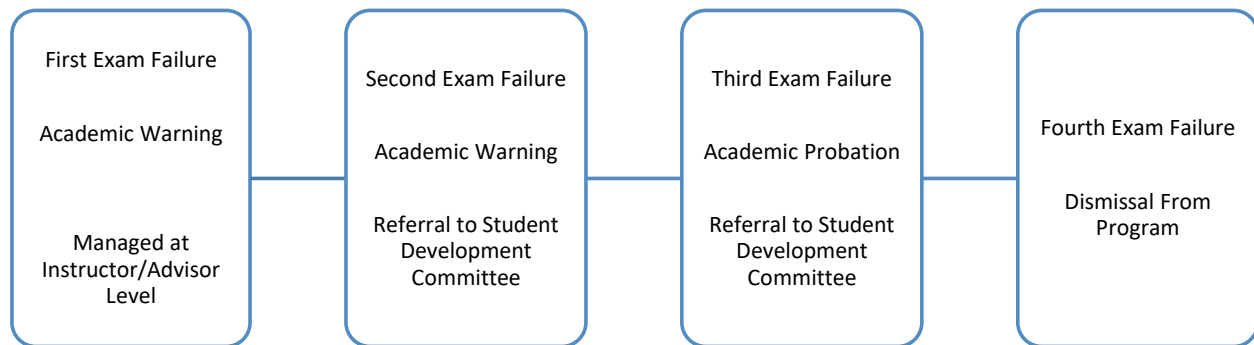 First Exam Failure
Academic Warning
Managed at
Instructor/Advisor
Level
Second Exam Failure
Academic Warning
Referral to Student
Development
Committee
Third Exam Failure
Academic Probation
Referral to Student
Development
Committee
Fourth Exam Failure
Dismissal From
Program